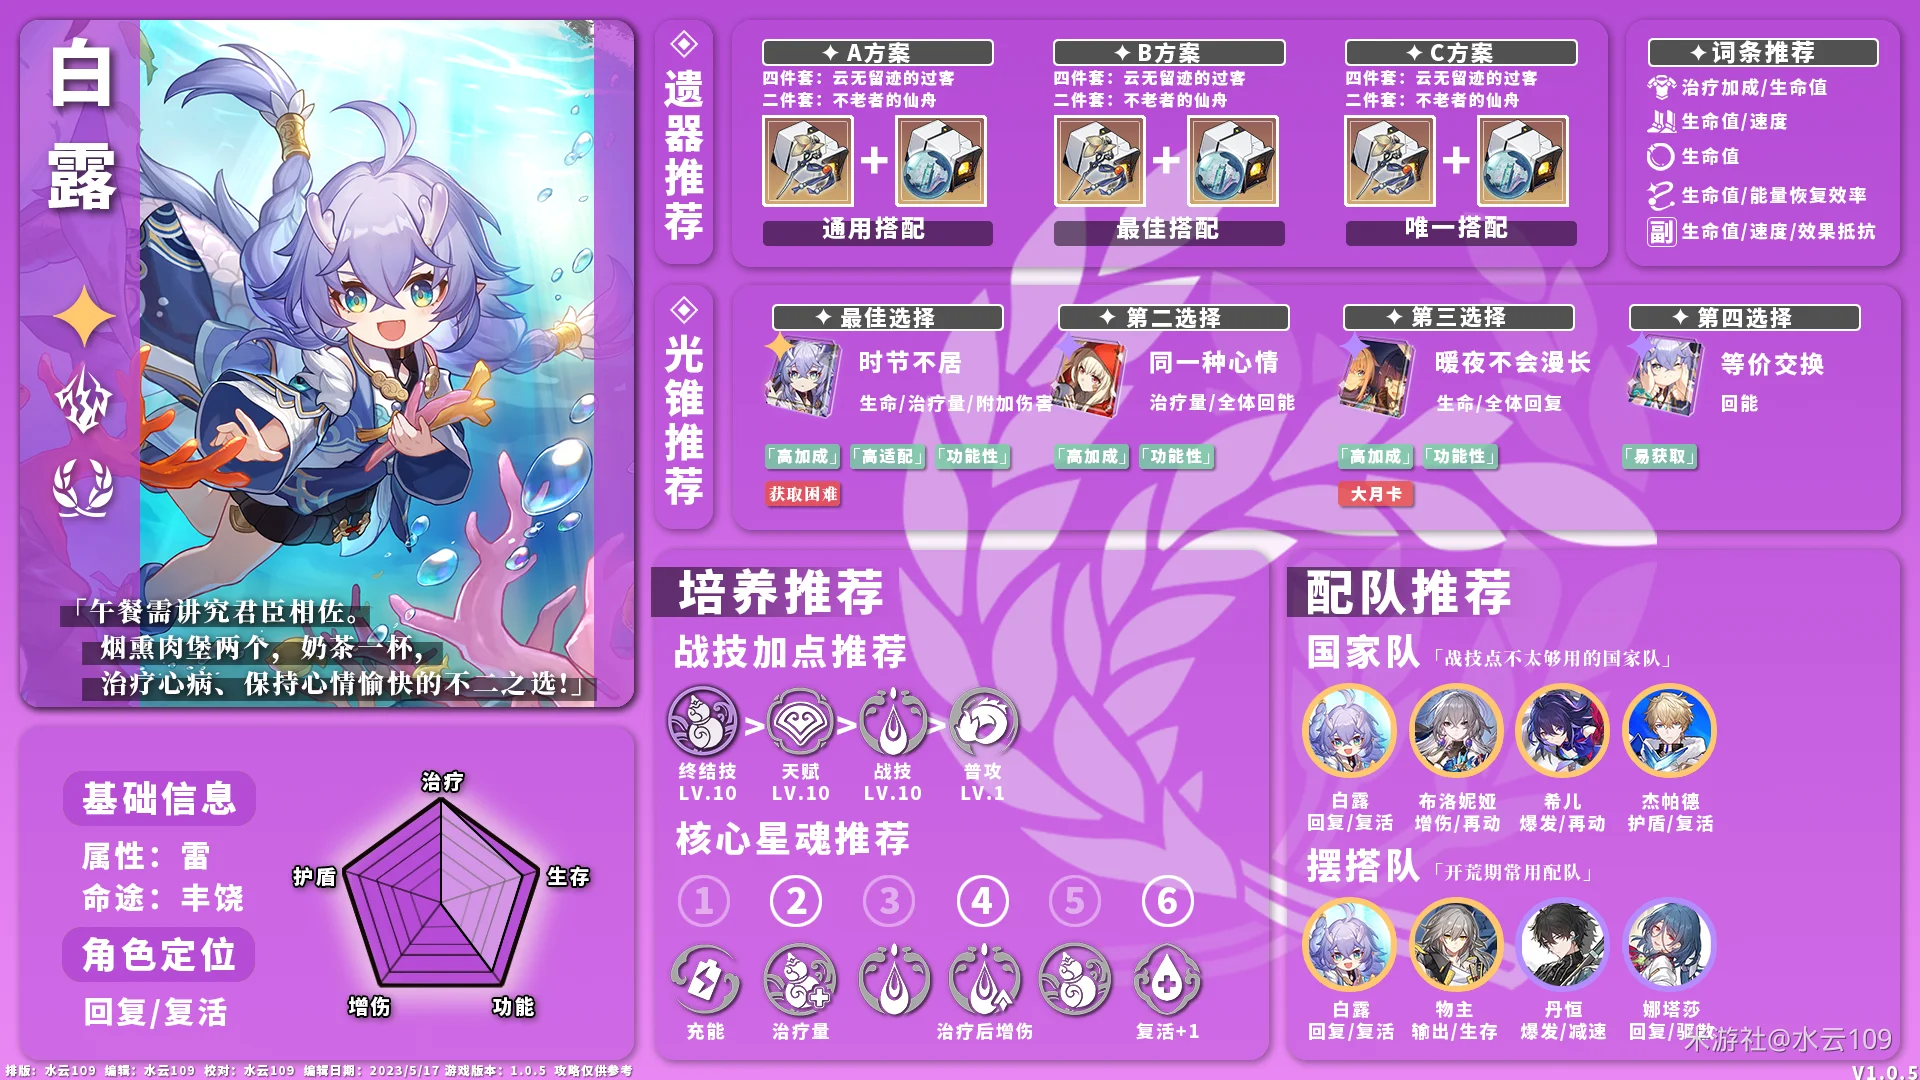 白露
「午餐需讲究君臣相佐。
烟熏肉堡两个，奶茶一杯，
治疗心病、保持心情愉快的不二之选!」
基础信息
属性：雷
命途：丰饶
角色定位
回复/复活
治疗
生存
功能
增伤
护盾
排版：水云109 编辑：水云109 校对：水云109 编辑日期：2023/5/17 游戏版本：1.0.5 攻略仅供参考
遗器推荐
A方案
四件套：云无留迹的过客
二件套：不老者的仙舟
通用搭配
B方案
四件套：云无留迹的过客
二件套：不老者的仙舟
最佳搭配
C方案
四件套：云无留迹的过客
二件套：不老者的仙舟
唯一搭配
词条推荐
治疗加成/生命值
生命值/速度
生命值
生命值/能量恢复效率
副 生命值/速度/效果抵抗
光锥推荐
最佳选择
时节不居
生命/治疗量/附加伤害
「高加成」 「高适配」 「功能性」
获取困难
第二选择
同一种心情
治疗量/全体回能
「高加成」 「功能性」
第三选择
暖夜不会漫长
生命/全体回复
「高加成」 「功能性」
大月卡
第四选择
等价交换
回能
「易获取」
培养推荐
战技加点推荐
> > >
终结技 天赋 战技 普攻
LV.10 LV.10 LV.10 LV.1
核心星魂推荐
1 2 3 4 5 6
充能 治疗量 治疗后增伤 复活+1
配队推荐
国家队「战技点不太够用的国家队」
白露 布洛妮娅 希儿 杰帕德
回复/复活 增伤/再动 爆发/再动 护盾/复活
摆搭队「开荒期常用配队」
白露 物主 丹恒 娜塔莎
回复/复活 输出/生存 爆发/减速 回复/驱散
米游社@水云109
V1.0.5